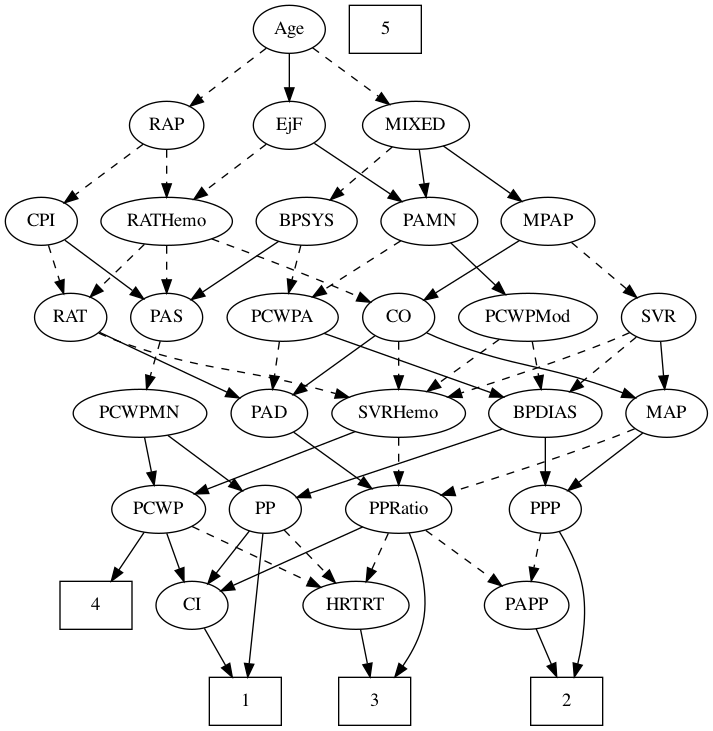 Age
5
RAP
EjF
MIXED
CPI
RATHemo
BPSYS
PAMN
MPAP
RAT
PAS
PCWPA
CO
PCWPMod
SVR
PCWPMN
PAD
SVRHemo
BPDIAS
MAP
PCWP
PP
PPRatio
PPP
4
CI
HRTRT
PAPP
1
3
2